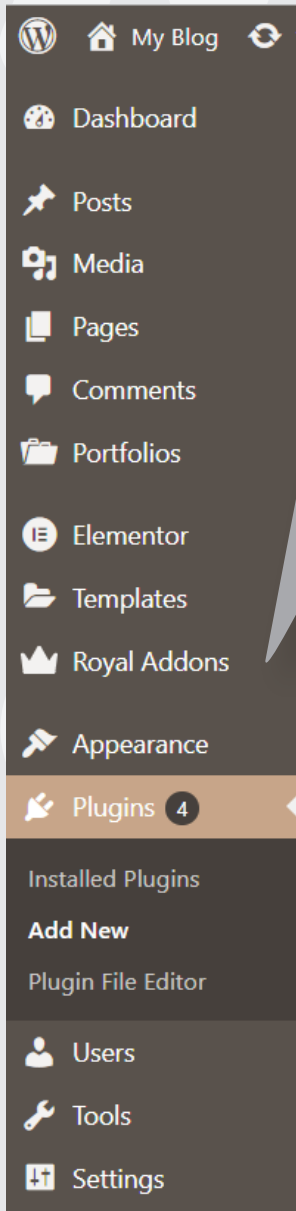 My Blog
Dashboard
Posts
Media
Pages
Comments
Portfolios
Elementor
Templates
Royal Addons
Appearance
Plugins 4
Installed Plugins
Add New
Plugin File Editor
Users
Tools
Settings